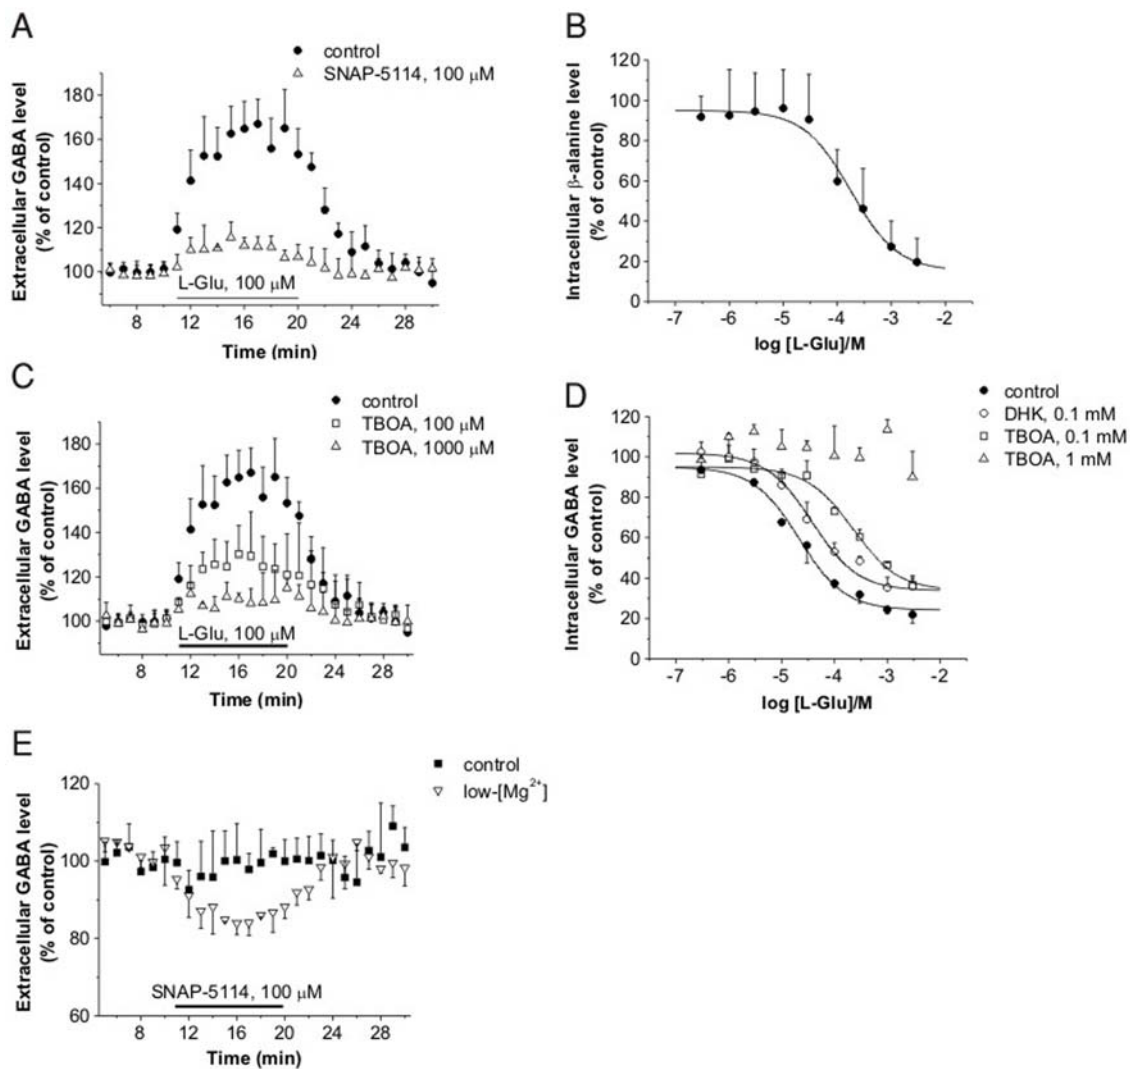 A
control
SNAP-5114, 100 μM
Extracellular GABA level
(% of control)
180
160
140
120
100
L-Glu, 100 μM
8
12
16
20
24
28
Time (min)
B
Intracellular β-alanine level
(% of control)
120
100
80
60
40
20
0
-7
-6
-5
-4
-3
-2
log [L-Glu]/M
C
control
TBOA, 100 μM
TBOA, 1000 μM
Extracellular GABA level
(% of control)
180
160
140
120
100
L-Glu, 100 μM
8
12
16
20
24
28
Time (min)
D
control
DHK, 0.1 mM
TBOA, 0.1 mM
TBOA, 1 mM
Intracellular GABA level
(% of control)
120
100
80
60
40
20
0
-7
-6
-5
-4
-3
-2
log [L-Glu]/M
E
control
low-[Mg²⁺]
Extracellular GABA level
(% of control)
120
100
80
60
SNAP-5114, 100 μM
8
12
16
20
24
28
Time (min)